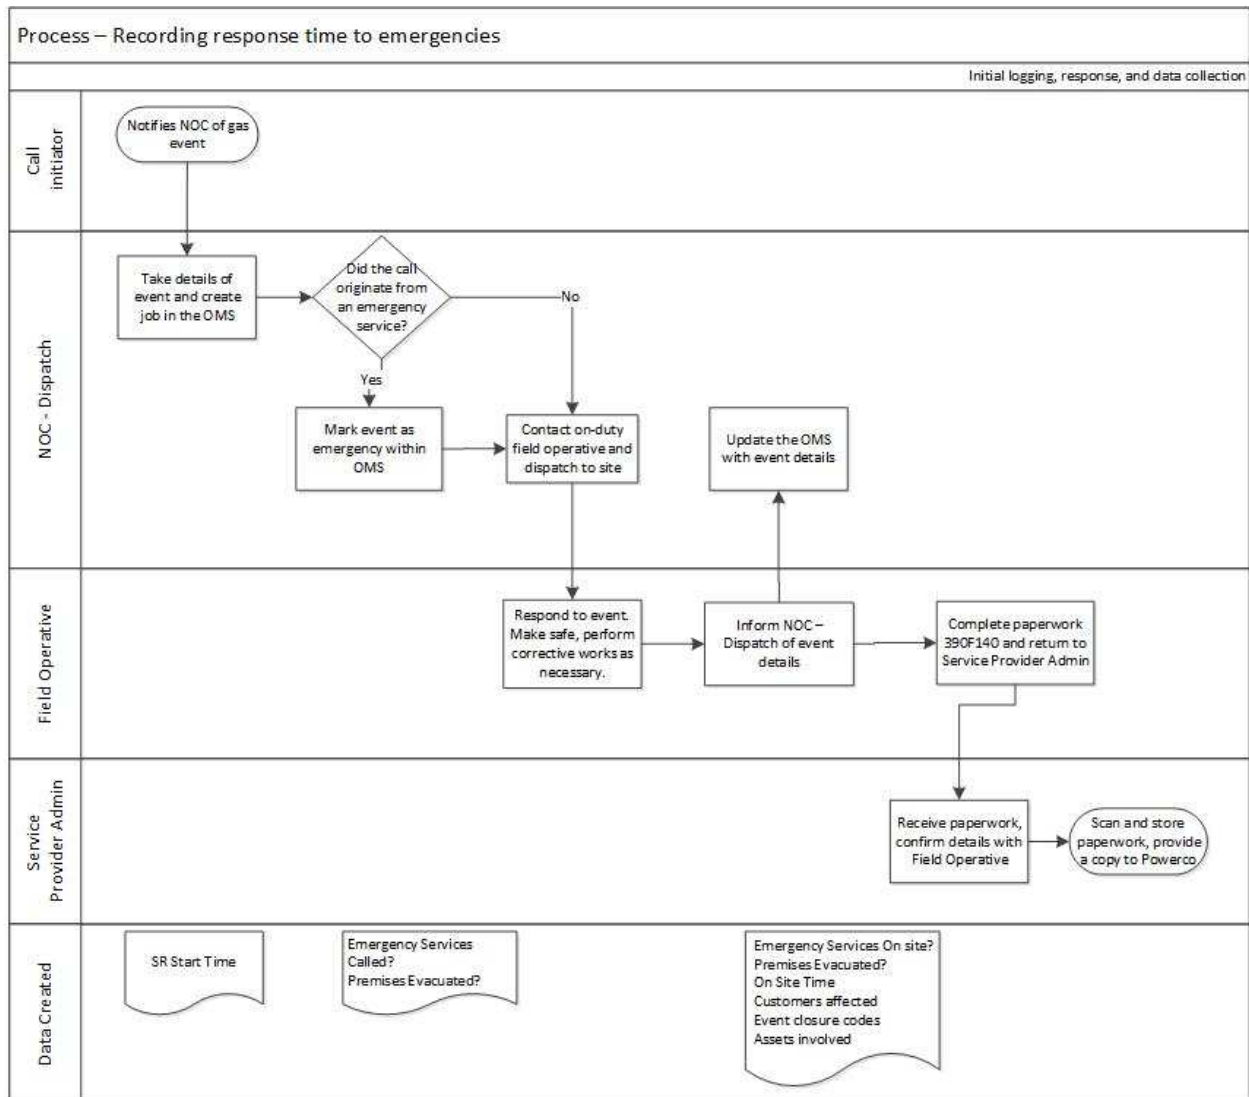 Process – Recording response time to emergencies
Initial logging, response, and data collection
Call
initiator
Notifies NOC of gas
event
NOC - Dispatch
Take details of
event and create
job in the OMS
Did the call
originate from
an emergency
service?
No
Yes
Mark event as
emergency within
OMS
Contact on-duty
field operative and
dispatch to site
Update the OMS
with event details
Field Operative
Respond to event.
Make safe, perform
corrective works as
necessary.
Inform NOC –
Dispatch of event
details
Complete paperwork
390F140 and return to
Service Provider Admin
Service
Provider Admin
Receive paperwork,
confirm details with
Field Operative
Scan and store
paperwork, provide
a copy to Powerco
Data Created
SR Start Time
Emergency Services
Called?
Premises Evacuated?
Emergency Services On site?
Premises Evacuated?
On Site Time
Customers affected
Event closure codes
Assets involved